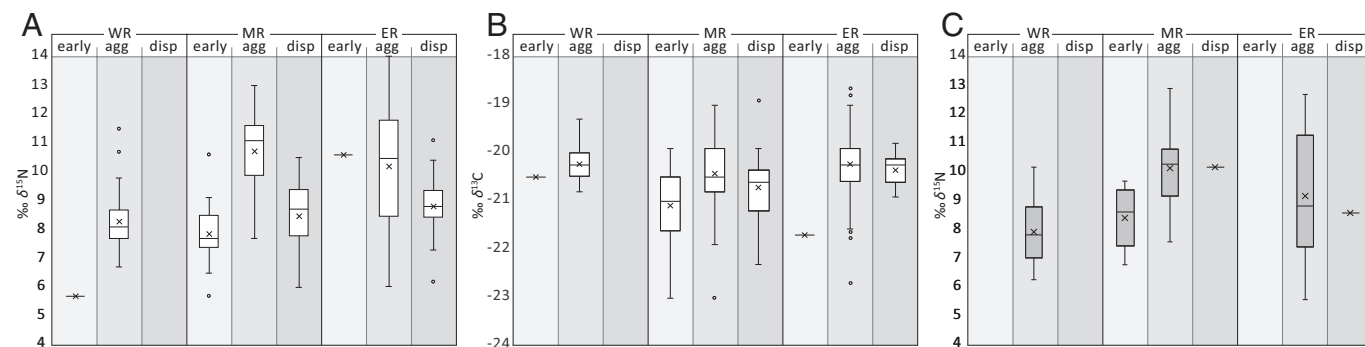 A
WR MR ER
early agg disp early agg disp early agg disp
14
13
12
11
10
9
8
7
6
5
4
‰ δ¹⁵N
B
WR MR ER
early agg disp early agg disp early agg disp
-18
-19
-20
-21
-22
-23
-24
‰ δ¹³C
C
WR MR ER
early agg disp early agg disp early agg disp
14
13
12
11
10
9
8
7
6
5
4
‰ δ¹⁵N